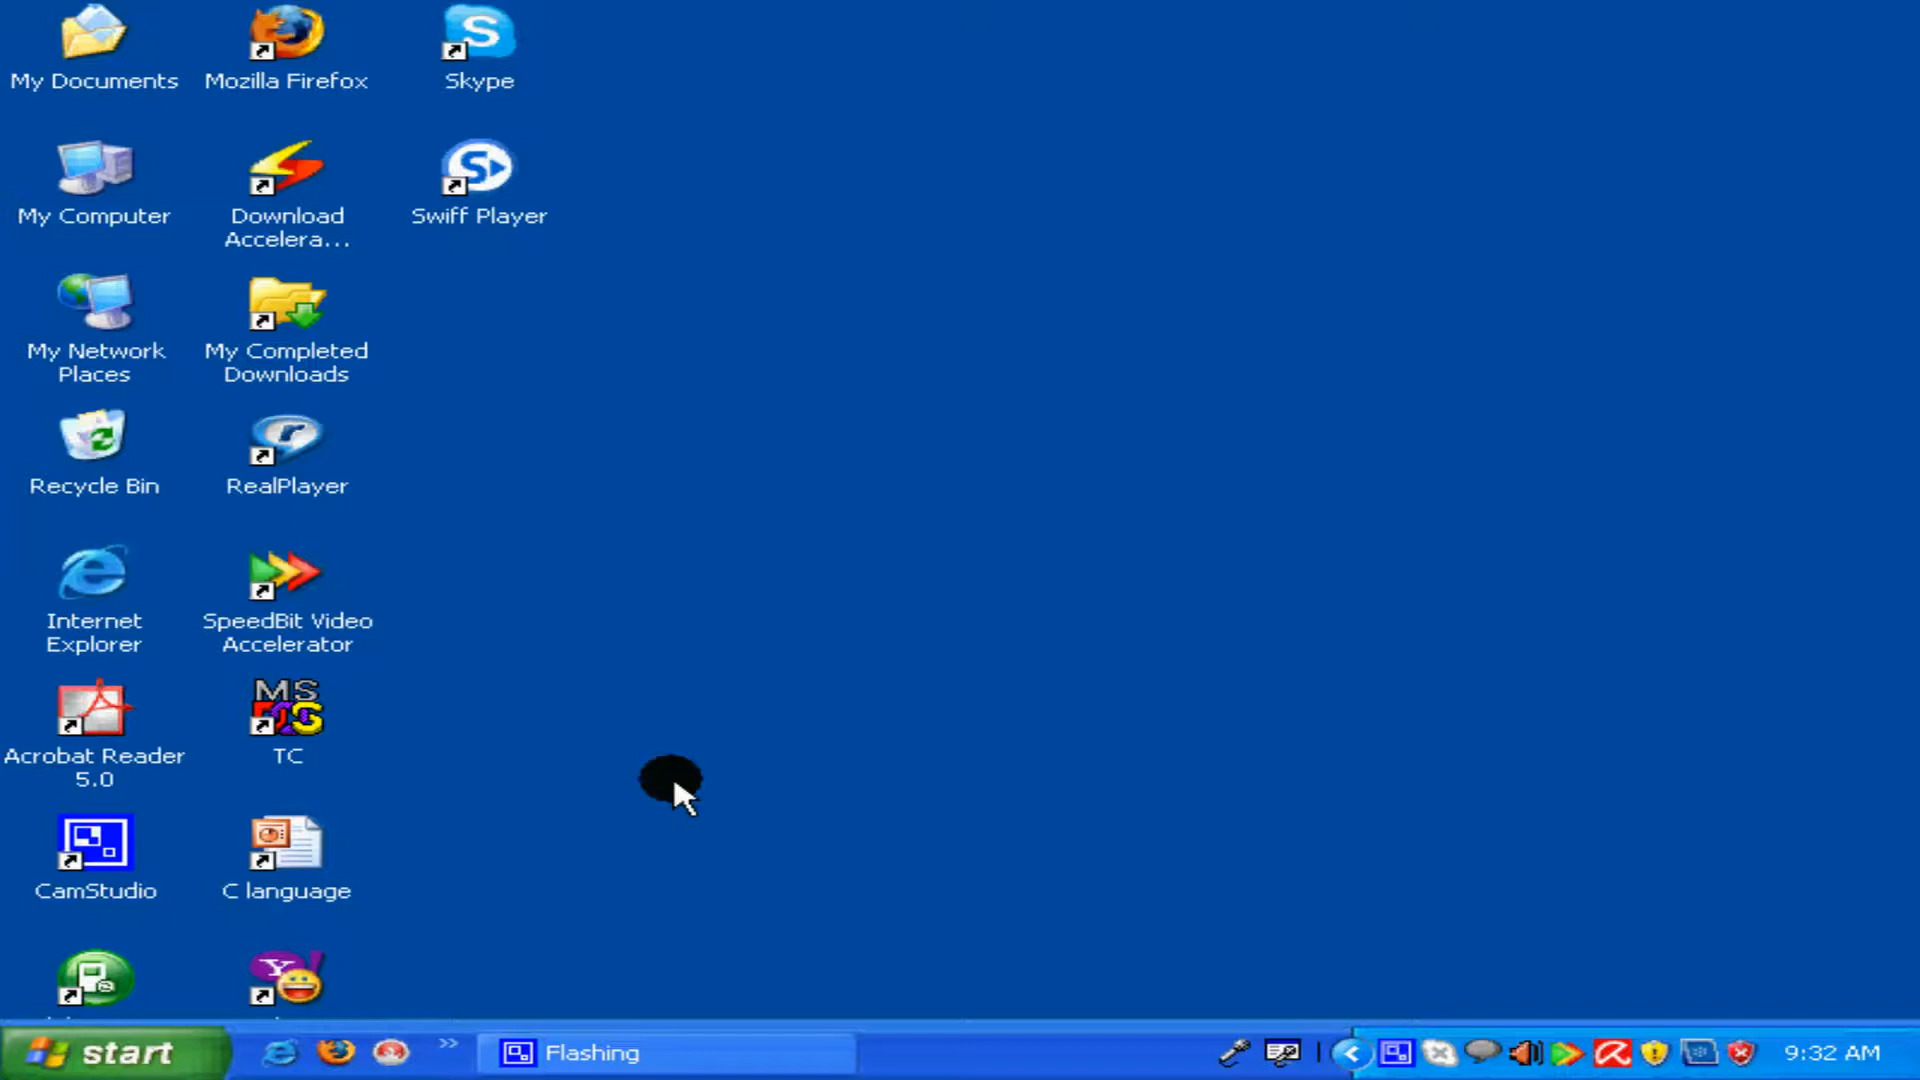 My Documents
Mozilla Firefox
Skype
My Computer
Download
Accelera...
Swiff Player
My Network
Places
My Completed
Downloads
Recycle Bin
RealPlayer
Internet
Explorer
SpeedBit Video
Accelerator
MS
Acrobat Reader
5.0
TC
CamStudio
C language
start
Flashing
9:32 AM